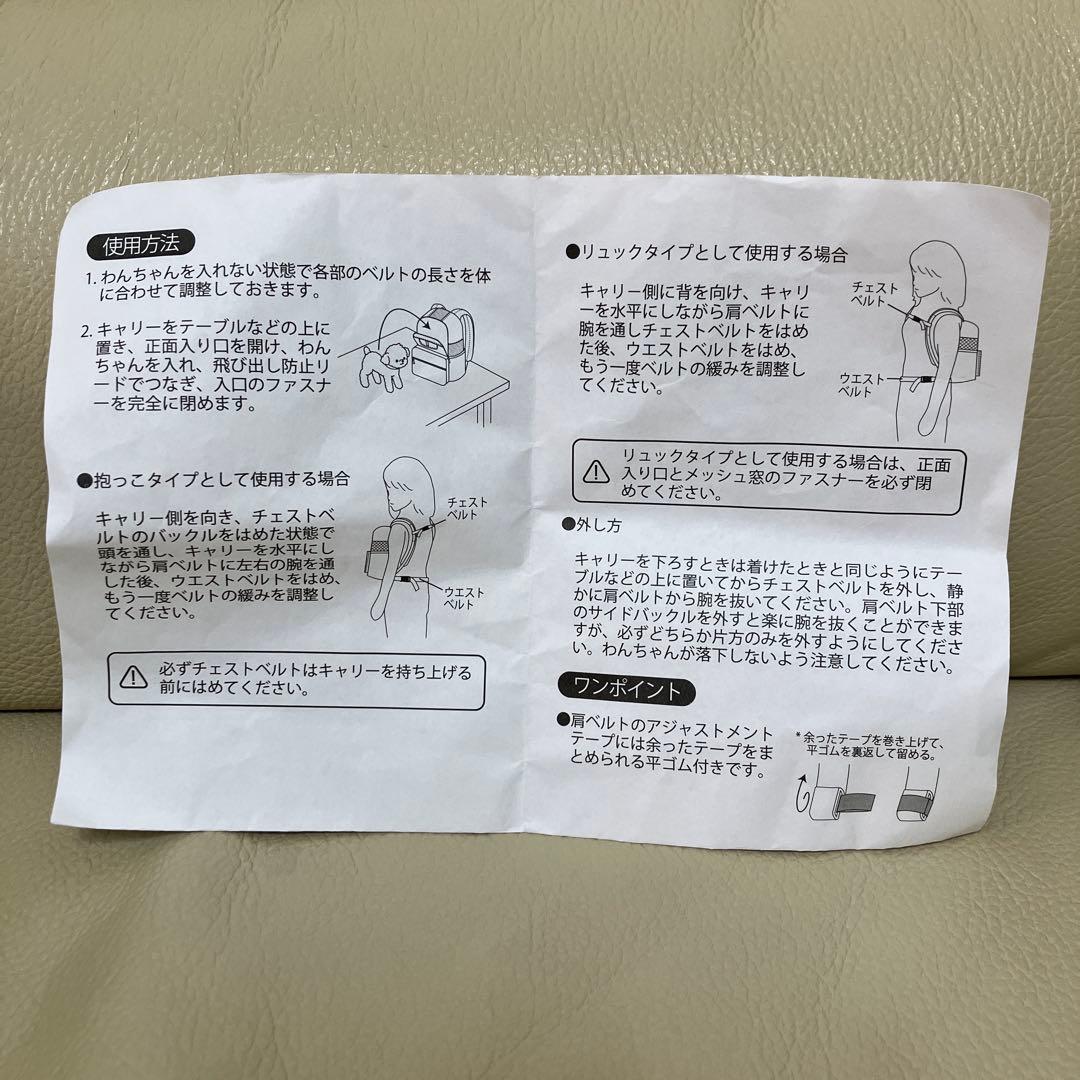 使用方法
1. わんちゃんを入れない状態で各部のベルトの長さを体
に合わせて調整しておきます。
2. キャリーをテーブルなどの上に
置き、正面入り口を開け、わん
ちゃんを入れ、飛び出し防止リ
ードでつなぎ、入口のファスナ
ーを完全に閉めます。
●抱っこタイプとして使用する場合
キャリー側を向き、チェストベ
ルトのバックルをはめた状態で
頭を通し、キャリーを水平にし
ながら肩ベルトに左右の腕を通
した後、ウエストベルトをはめ、
もう一度ベルトの緩みを調整し
てください。
チェスト
ベルト
ウエスト
ベルト
必ずチェストベルトはキャリーを持ち上げる
前にはめてください。
●リュックタイプとして使用する場合
キャリー側に背を向け、キャリ
ーを水平にしながら肩ベルトに
腕を通しチェストベルトをはめ
た後、ウエストベルトをはめ、
もう一度ベルトの緩みを調整し
てください。
チェスト
ベルト
ウエスト
ベルト
リュックタイプとして使用する場合は、正面
入り口とメッシュ窓のファスナーを必ず閉
めてください。
●外し方
キャリーを下ろすときは着けたときと同じようにテー
ブルなどの上に置いてからチェストベルトを外し、静
かに肩ベルトから腕を抜いてください。肩ベルト下部
のサイドバックルを外すと楽に腕を抜くことができま
すが、必ずどちらか片方のみを外すようにしてくださ
い。わんちゃんが落下しないよう注意してください。
ワンポイント
●肩ベルトのアジャストメント
テープには余ったテープをま
とめられる平ゴム付きです。
* 余ったテープを巻き上げて、
平ゴムを裏返して留める。